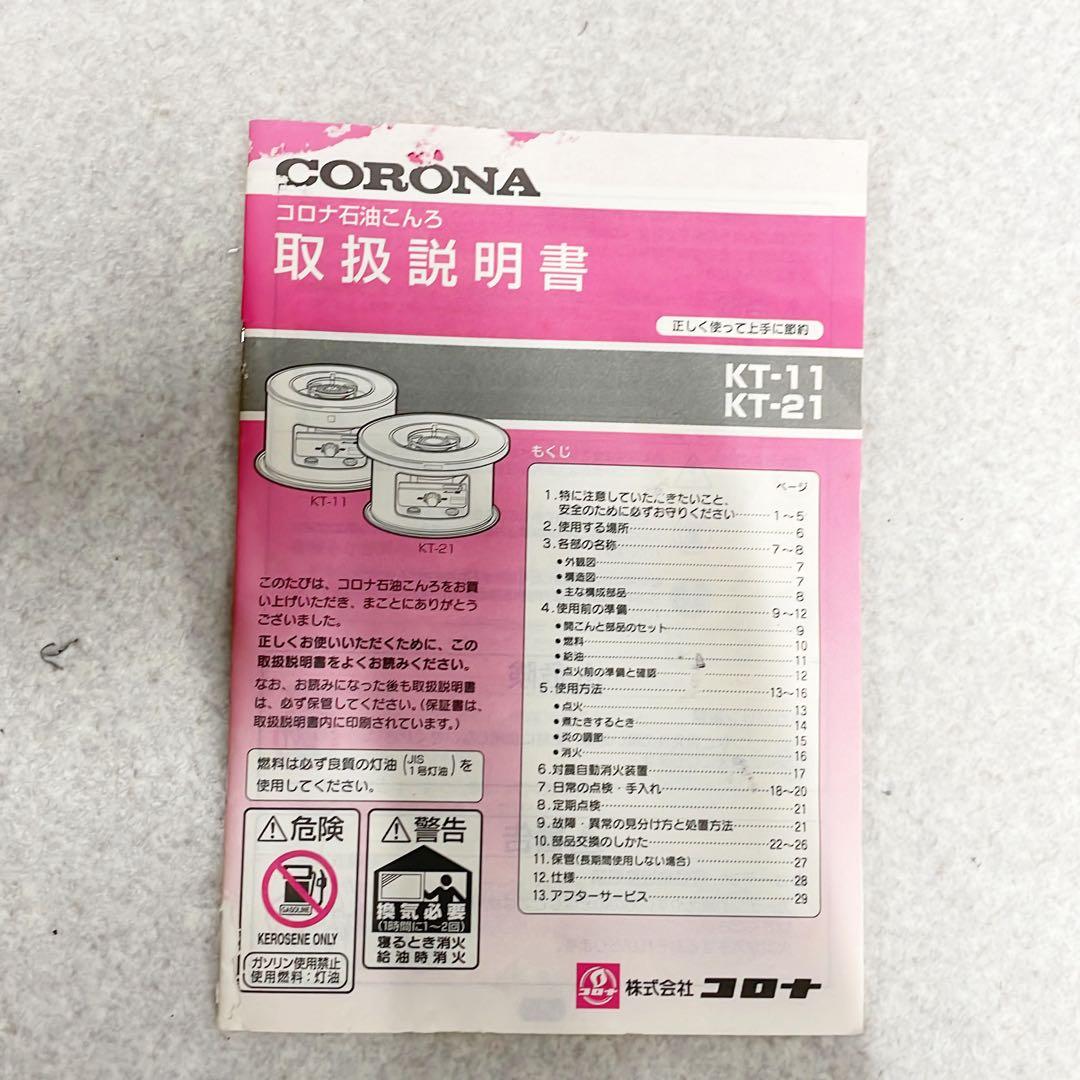 CORONA
コロナ石油こんろ
取扱説明書
正しく使って上手に節約
KT-11
KT-21
KT-11
KT-21
このたびは、コロナ石油こんろをお買
い上げいただき、まことにありがとう
ございました。
正しくお使いいただくために、この
取扱説明書をよくお読みください。
なお、お読みになった後も取扱説明書
は、必ず保管してください。(保証書は、
取扱説明書内に印刷されています。)
燃料は必ず良質の灯油(JIS 1号灯油)を
使用してください。
危険
GASOLINE
KEROSENE ONLY
ガソリン使用禁止
使用燃料:灯油
警告
換気必要
(1時間に1~2回)
寝るとき消火
給油時消火
もくじ
ページ
1.特に注意していただきたいこと、
安全のために必ずお守りください………1~5
2.使用する場所………6
3.各部の名称………7~8
●外観図………7
●構造図………7
●主な構成部品………8
4.使用前の準備………9~12
●開こんと部品のセット………9
●燃料………10
●給油………11
●点火前の準備と確認………12
5.使用方法………13~16
●点火………13
●煮たきするとき………14
●炎の調節………15
●消火………16
6.対震自動消火装置………17
7.日常の点検・手入れ………18~20
8.定期点検………21
9.故障・異常の見分け方と処置方法………21
10.部品交換のしかた………22~26
11.保管(長期間使用しない場合)………27
12.仕様………28
13.アフターサービス………29
コロナ
株式会社 コロナ